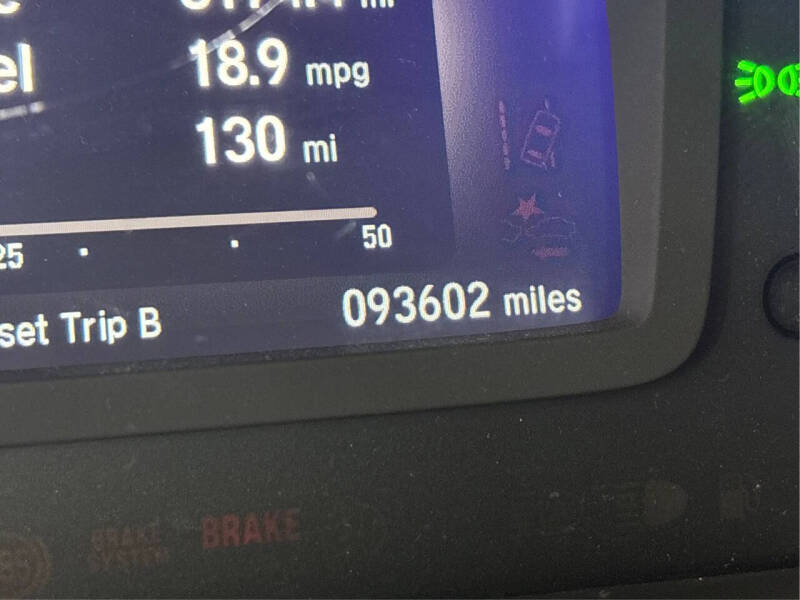 el 18.9 mpg
130 mi
25 50
set Trip B 093602 miles
BRAKE SYSTEM
BRAKE